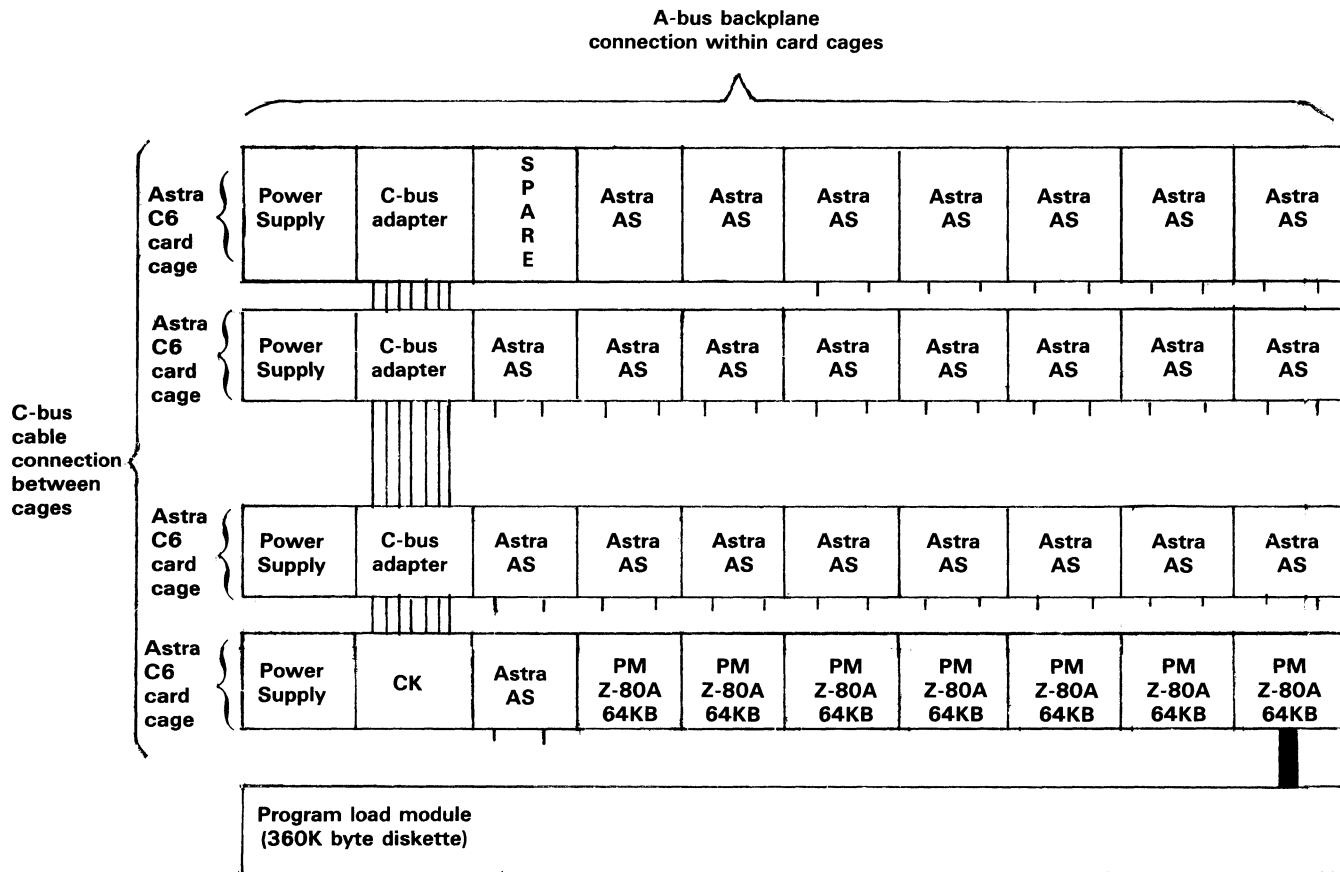 A-bus backplane
connection within card cages
Astra
C6
card
cage
Power
Supply
C-bus
adapter
S
P
A
R
E
Astra
AS
Astra
AS
Astra
AS
Astra
AS
Astra
AS
Astra
AS
Astra
AS
Astra
C6
card
cage
Power
Supply
C-bus
adapter
Astra
AS
Astra
AS
Astra
AS
Astra
AS
Astra
AS
Astra
AS
Astra
AS
Astra
AS
C-bus
cable
connection
between
cages
Astra
C6
card
cage
Power
Supply
C-bus
adapter
Astra
AS
Astra
AS
Astra
AS
Astra
AS
Astra
AS
Astra
AS
Astra
AS
Astra
AS
Astra
C6
card
cage
Power
Supply
CK
Astra
AS
PM
Z-80A
64KB
PM
Z-80A
64KB
PM
Z-80A
64KB
PM
Z-80A
64KB
PM
Z-80A
64KB
PM
Z-80A
64KB
PM
Z-80A
64KB
Program load module
(360K byte diskette)